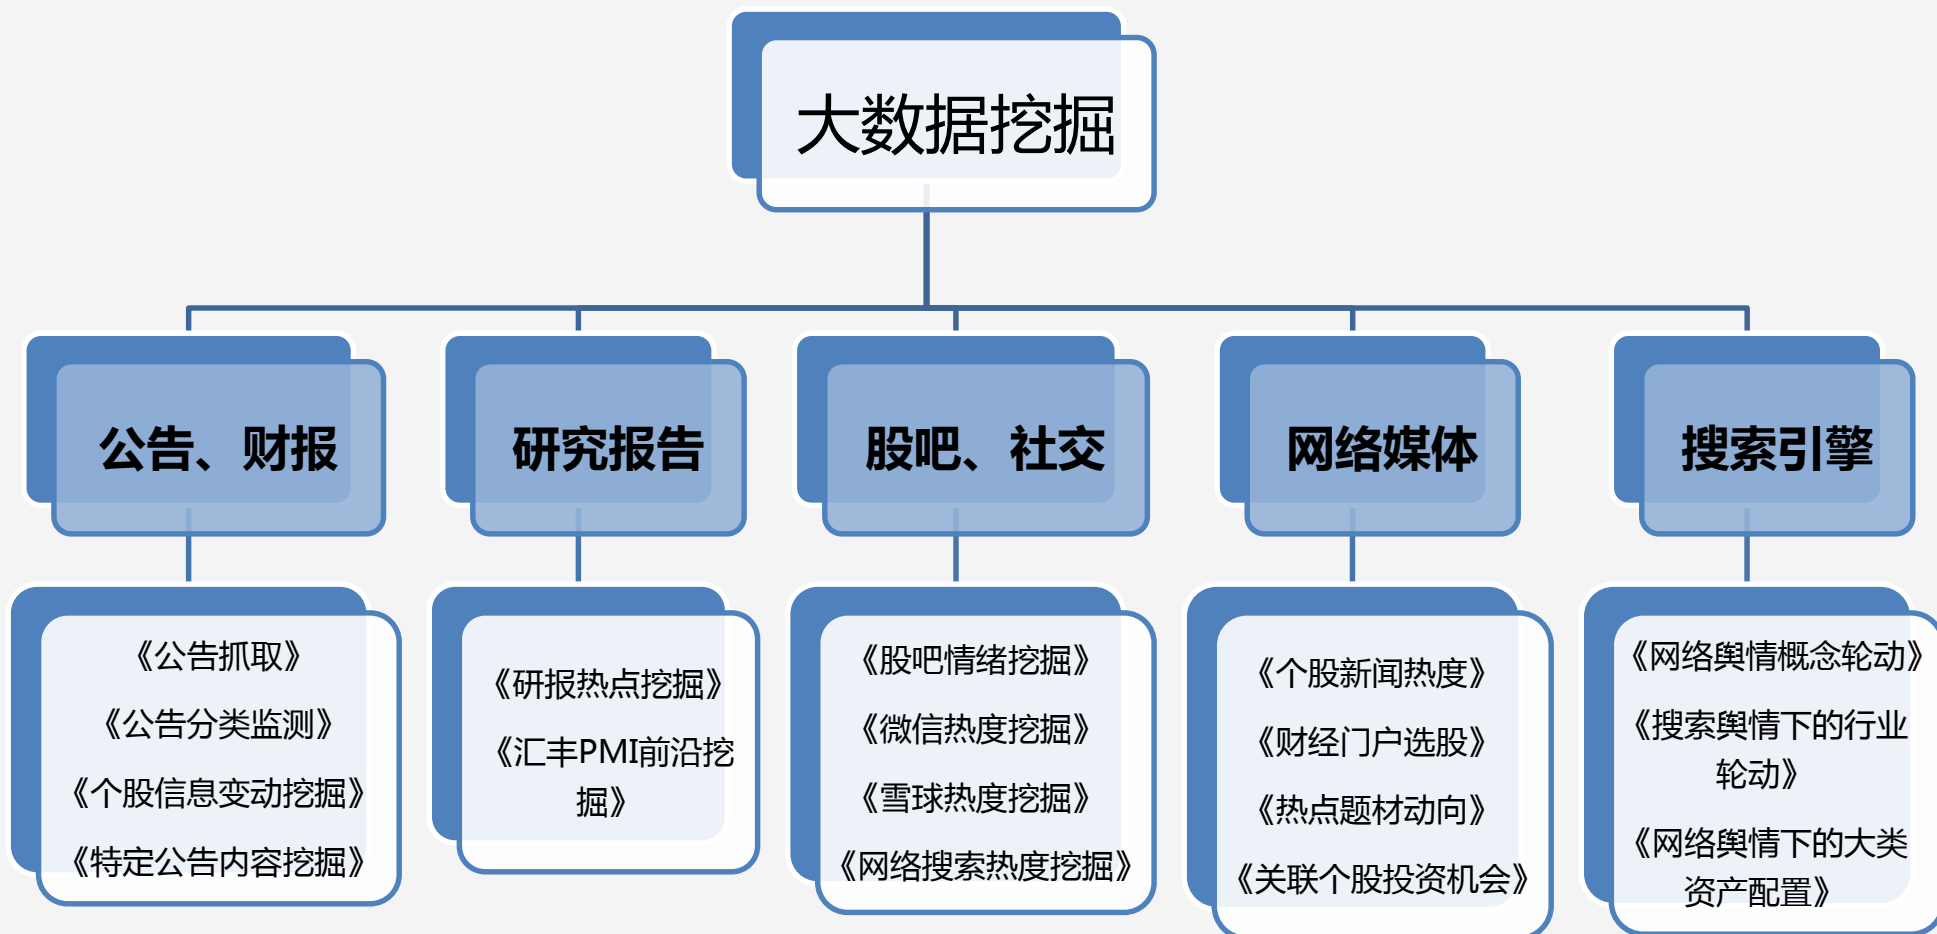 大数据挖掘
公告、财报
研究报告
股吧、社交
网络媒体
搜索引擎
《公告抓取》
《公告分类监测》
《个股信息变动挖掘》
《特定公告内容挖掘》
《研报热点挖掘》
《汇丰PMI前沿挖
掘》
《股吧情绪挖掘》
《微信热度挖掘》
《雪球热度挖掘》
《网络搜索热度挖掘》
《个股新闻热度》
《财经门户选股》
《热点题材动向》
《关联个股投资机会》
《网络舆情概念轮动》
《搜索舆情下的行业
轮动》
《网络舆情下的大类
资产配置》